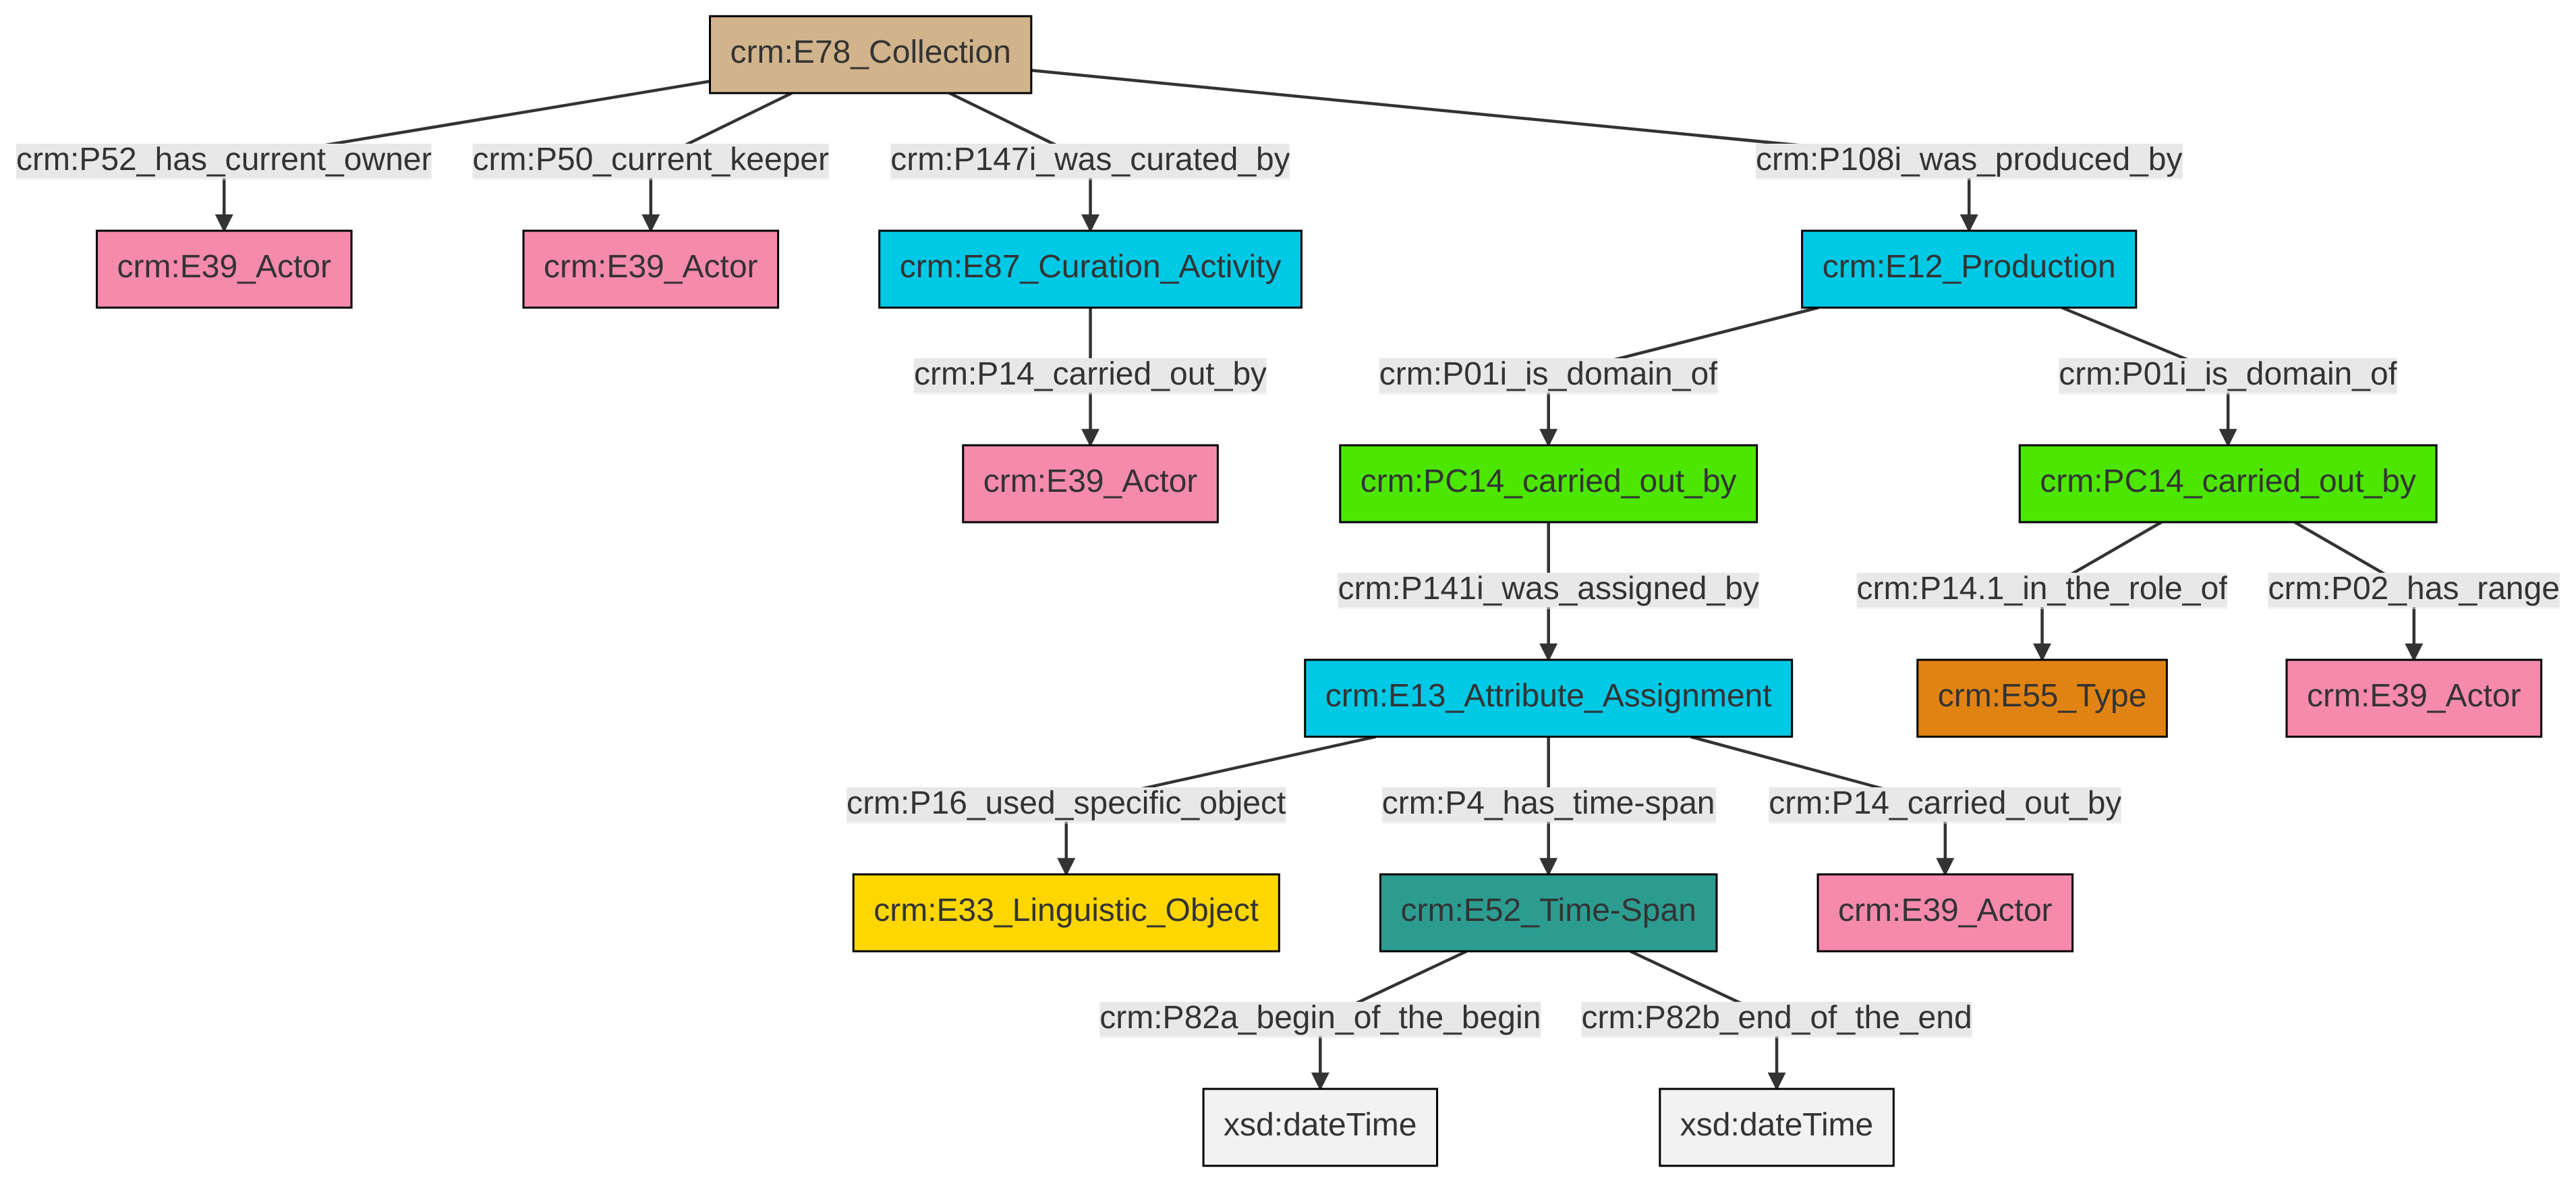 crm:E78_Collection
crm:P52_has_current_owner
crm:P50_current_keeper
crm:P147i_was_curated_by
crm:P108i_was_produced_by
crm:E39_Actor
crm:E39_Actor
crm:E87_Curation_Activity
crm:E12_Production
crm:P14_carried_out_by
crm:P01i_is_domain_of
crm:P01i_is_domain_of
crm:E39_Actor
crm:PC14_carried_out_by
crm:PC14_carried_out_by
crm:P141i_was_assigned_by
crm:P14.1_in_the_role_of
crm:P02_has_range
crm:E13_Attribute_Assignment
crm:E55_Type
crm:E39_Actor
crm:P16_used_specific_object
crm:P4_has_time-span
crm:P14_carried_out_by
crm:E33_Linguistic_Object
crm:E52_Time-Span
crm:E39_Actor
crm:P82a_begin_of_the_begin
crm:P82b_end_of_the_end
xsd:dateTime
xsd:dateTime